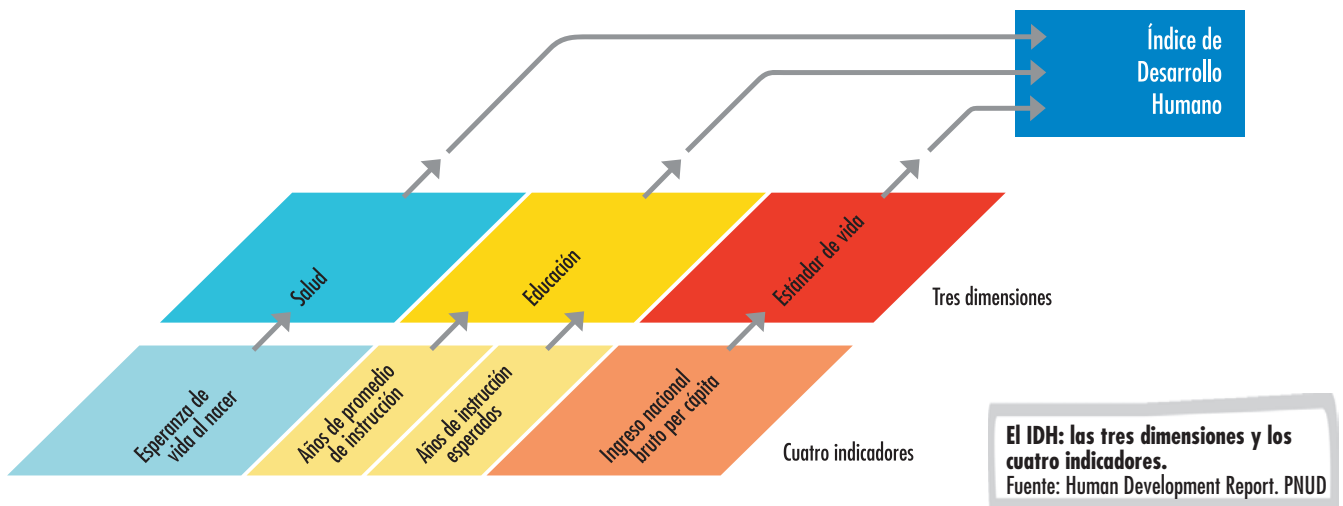 Índice de
Desarrollo
Humano
Salud
Educación
Estándar de vida
Tres dimensiones
Esperanza de
vida al nacer
Años de promedio
de instrucción
Años de instrucción
esperados
Ingreso nacional
bruto per cápita
Cuatro indicadores
El IDH: las tres dimensiones y los
cuatro indicadores.
Fuente: Human Development Report. PNUD